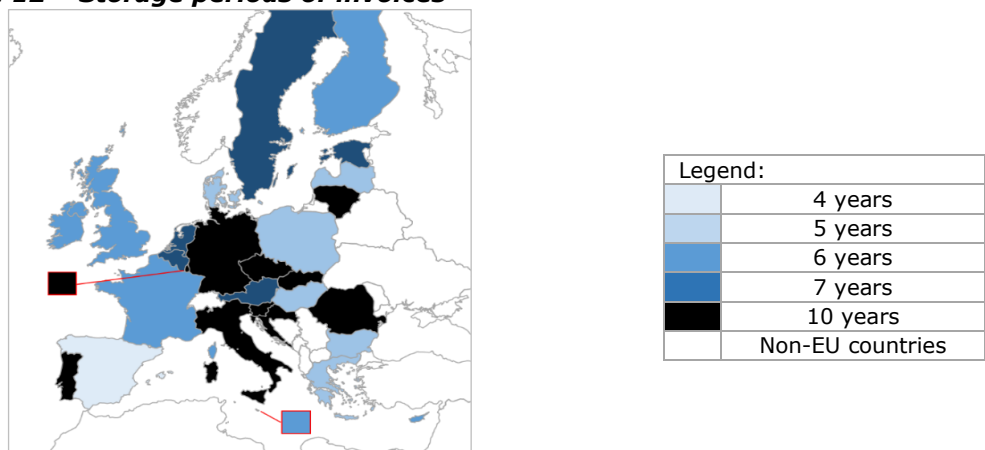 Storage periods of invoices
Legend:
4 years
5 years
6 years
7 years
10 years
Non-EU countries